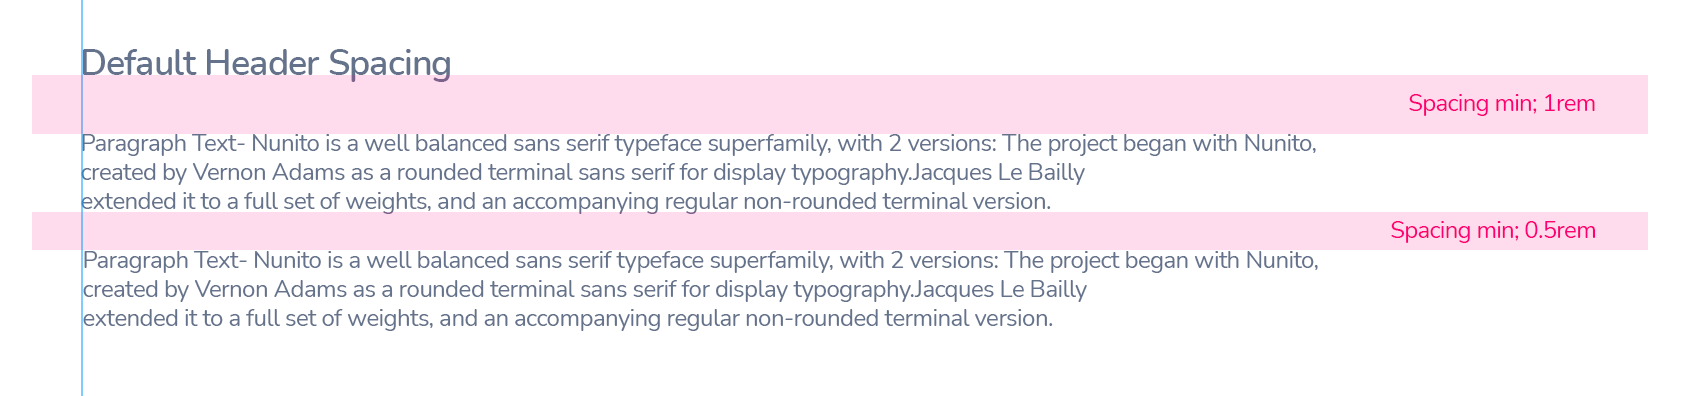 Default Header Spacing
Spacing min; 1rem
Paragraph Text- Nunito is a well balanced sans serif typeface superfamily, with 2 versions: The project began with Nunito,
created by Vernon Adams as a rounded terminal sans serif for display typography.Jacques Le Bailly
extended it to a full set of weights, and an accompanying regular non-rounded terminal version.
Spacing min; 0.5rem
Paragraph Text- Nunito is a well balanced sans serif typeface superfamily, with 2 versions: The project began with Nunito,
created by Vernon Adams as a rounded terminal sans serif for display typography.Jacques Le Bailly
extended it to a full set of weights, and an accompanying regular non-rounded terminal version.